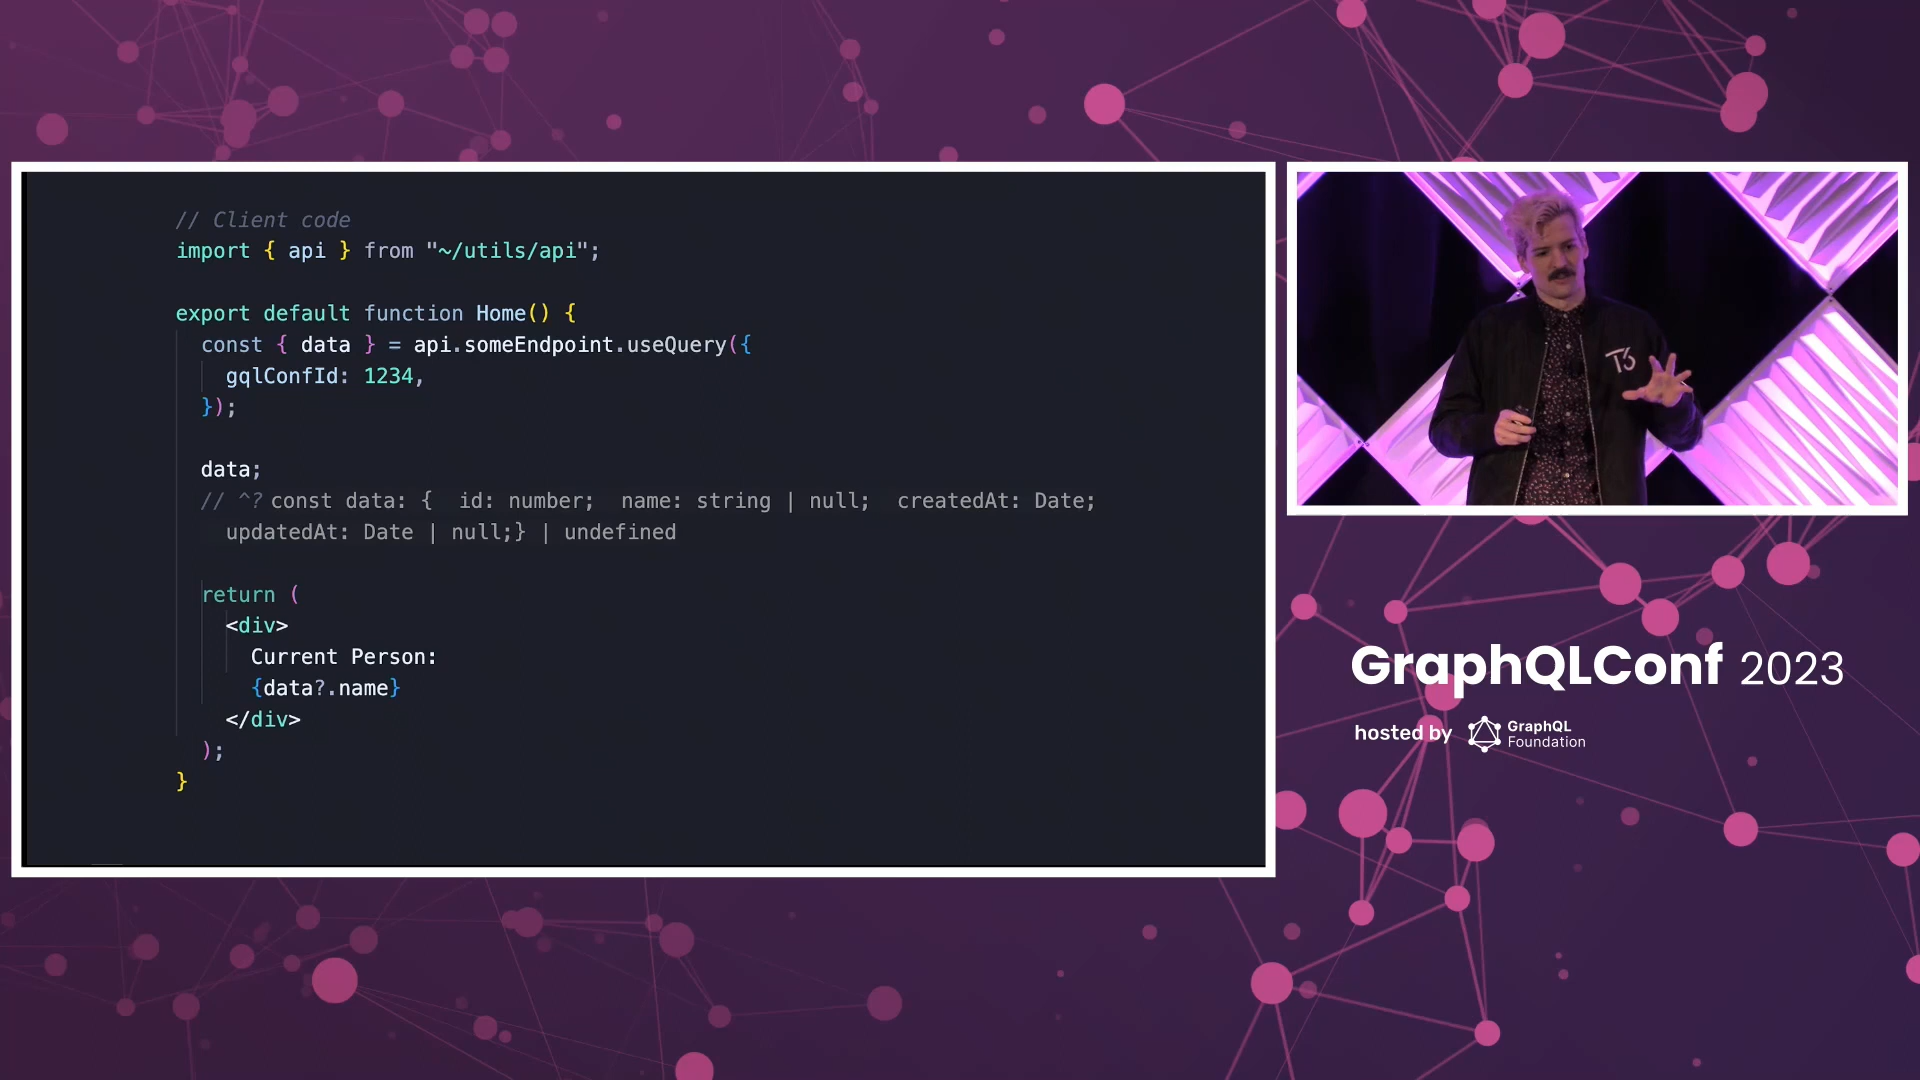 // Client code
import { api } from "~/utils/api";
export default function Home() {
const { data } = api.someEndpoint.useQuery({
gqlConfId: 1234,
});
data;
// ^? const data: {  id: number;  name: string | null;  createdAt: Date;
updatedAt: Date | null;} | undefined
return (
<div>
Current Person:
{data?.name}
</div>
);
}
T3
GraphQLConf 2023
hosted by GraphQL Foundation